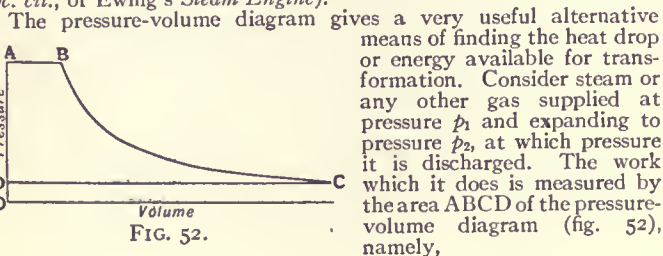 c. cit., or Ewing's Steam Engine).
The pressure-volume diagram gives a very useful alternative
means of finding the heat drop
or energy available for trans-
formation. Consider steam or
any other gas supplied at
pressure p₁ and expanding to
pressure p₂, at which pressure
it is discharged. The work
which it does is measured by
the area ABCD of the pressure-
volume diagram (fig. 52),
namely,
A B
Pressure
C
Volume
FIG. 52.